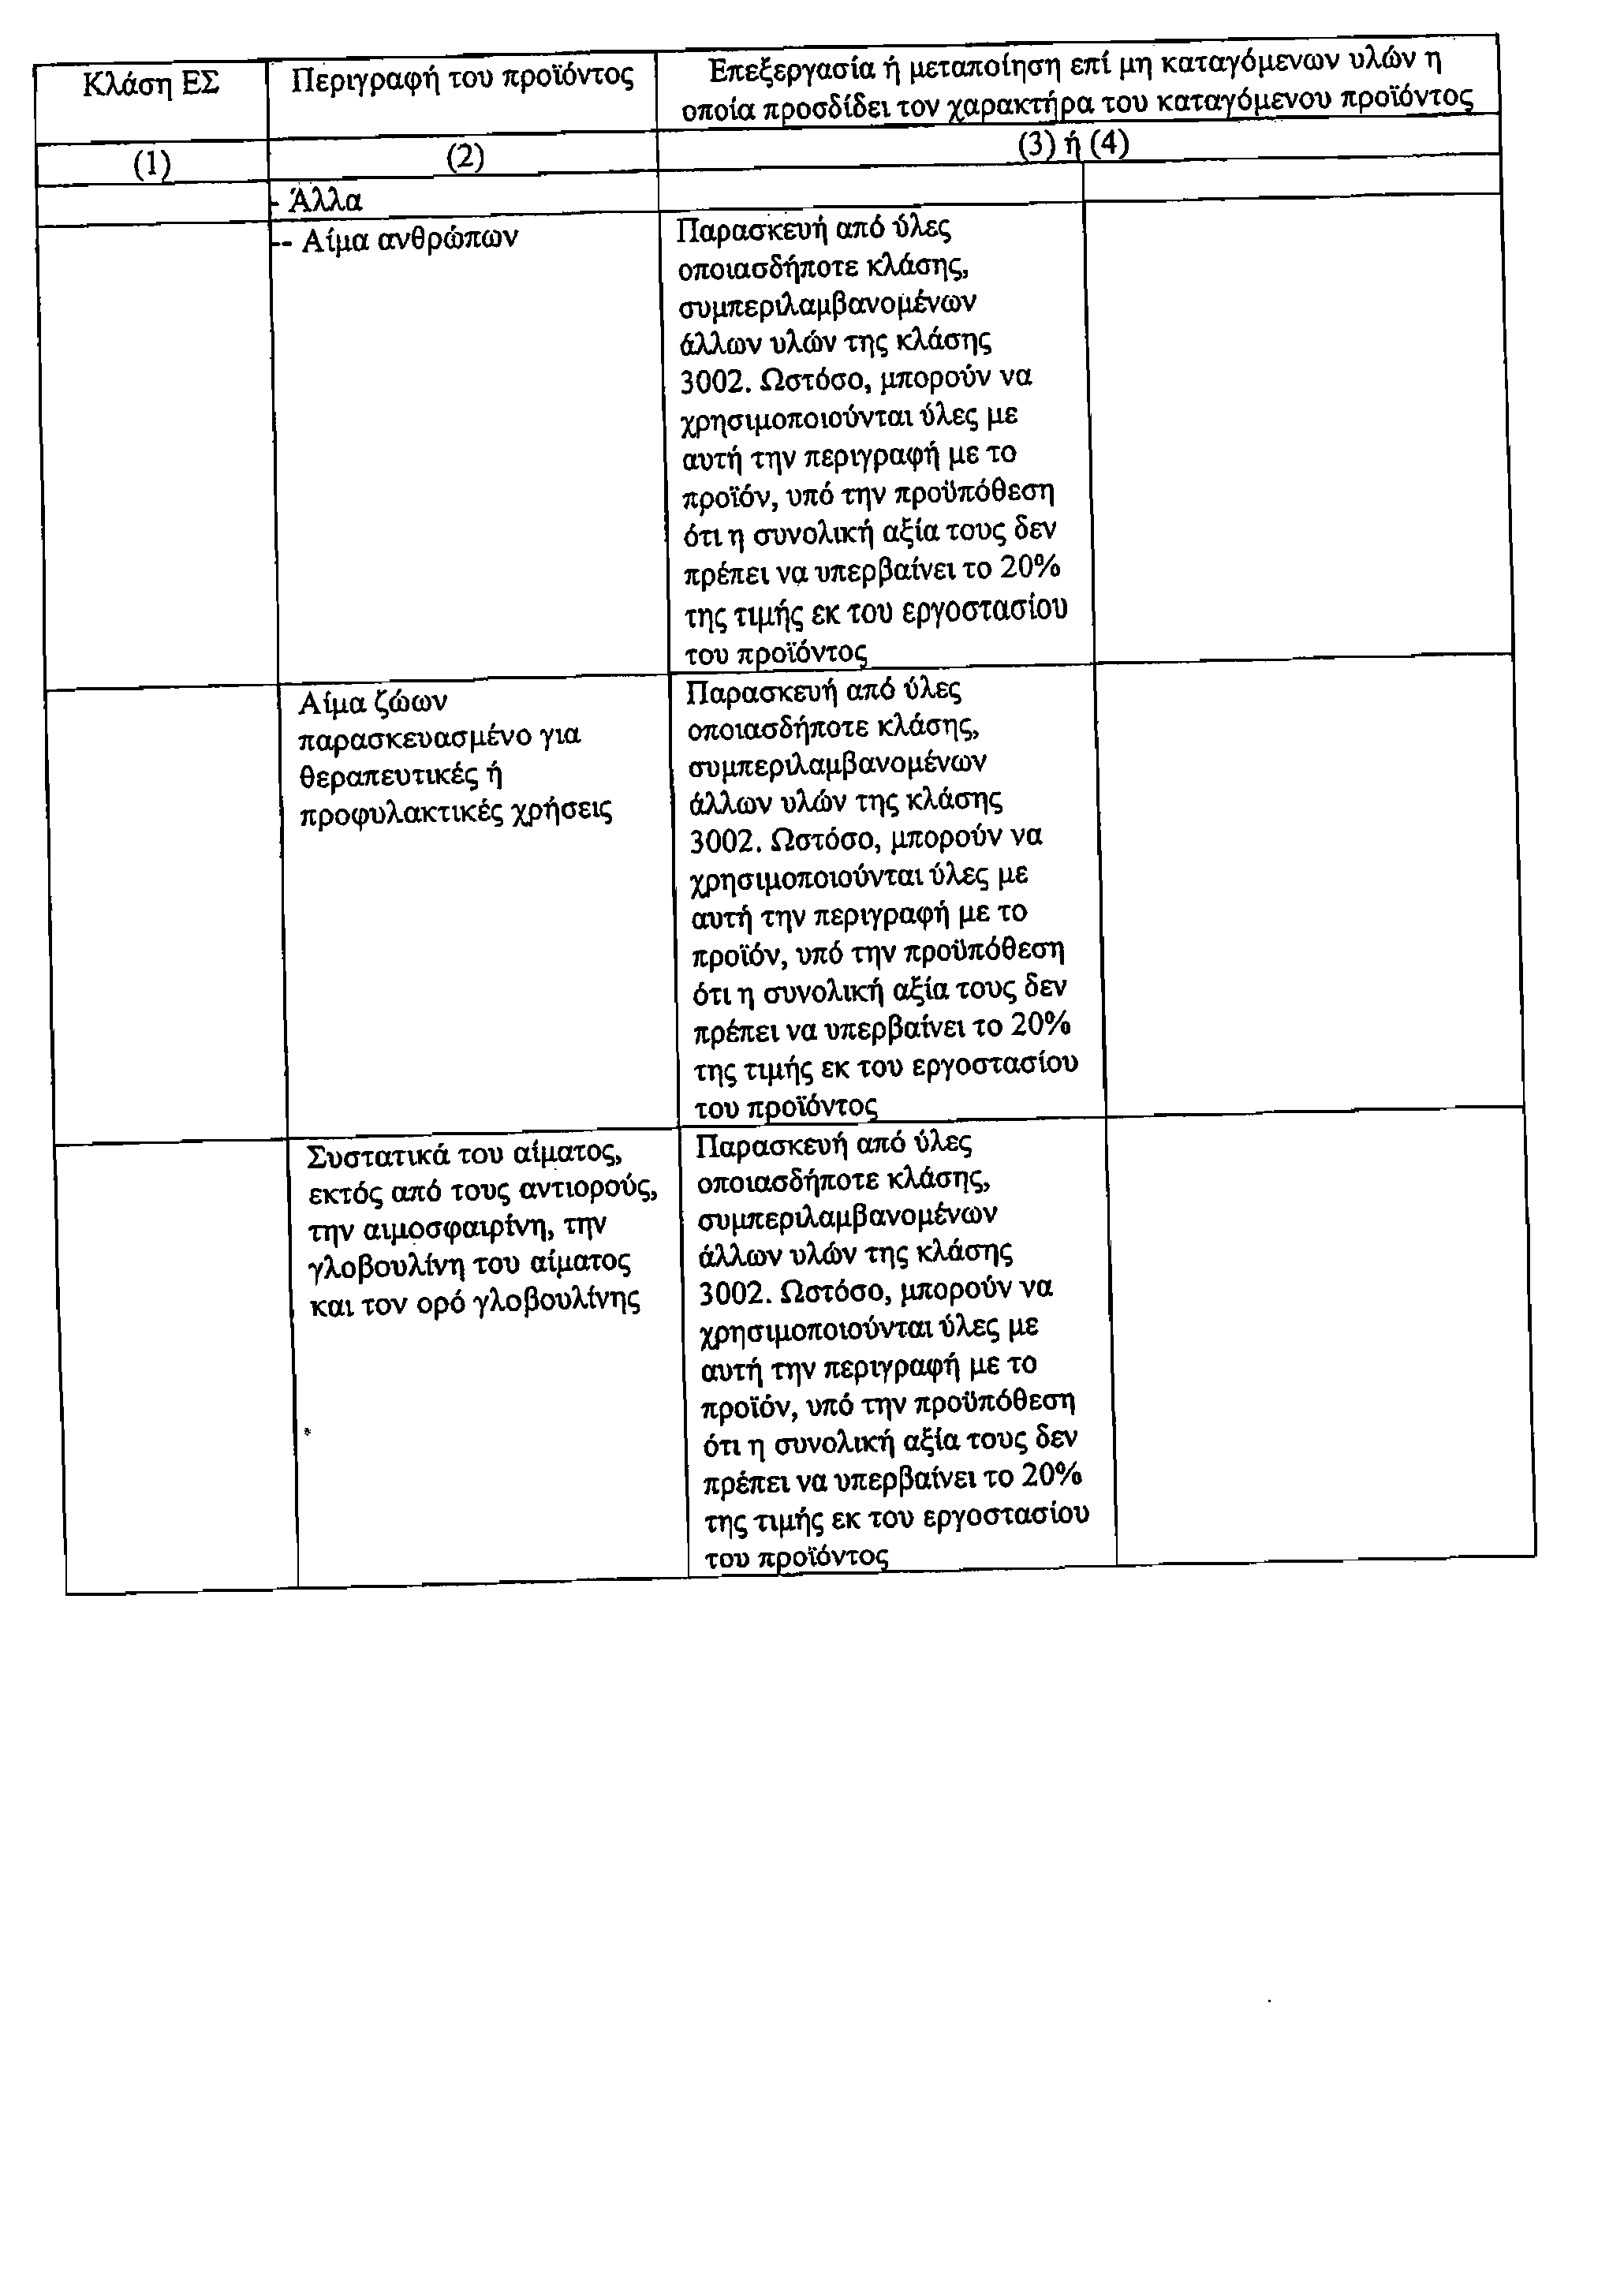 Κλάση ΕΣ
Περιγραφή του προϊόντος
Επεξεργασία ή μεταποίηση επί μη καταγόμενων υλών η
οποία προσδίδει τον χαρακτήρα του καταγόμενου προϊόντος
(1)
(2)
(3) ή (4)
- Άλλα
-- Αίμα ανθρώπων
Παρασκευή από ύλες
οποιασδήποτε κλάσης,
συμπεριλαμβανομένων
άλλων υλών της κλάσης
3002. Ωστόσο, μπορούν να
χρησιμοποιούνται ύλες με
αυτή την περιγραφή με το
προϊόν, υπό την προϋπόθεση
ότι η συνολική αξία τους δεν
πρέπει να υπερβαίνει το 20%
της τιμής εκ του εργοστασίου
του προϊόντος
Αίμα ζώων
παρασκευασμένο για
θεραπευτικές ή
προφυλακτικές χρήσεις
Παρασκευή από ύλες
οποιασδήποτε κλάσης,
συμπεριλαμβανομένων
άλλων υλών της κλάσης
3002. Ωστόσο, μπορούν να
χρησιμοποιούνται ύλες με
αυτή την περιγραφή με το
προϊόν, υπό την προϋπόθεση
ότι η συνολική αξία τους δεν
πρέπει να υπερβαίνει το 20%
της τιμής εκ του εργοστασίου
του προϊόντος
Συστατικά του αίματος,
εκτός από τους αντιορούς,
την αιμοσφαιρίνη, την
γλοβουλίνη του αίματος
και τον ορό γλοβουλίνης
Παρασκευή από ύλες
οποιασδήποτε κλάσης,
συμπεριλαμβανομένων
άλλων υλών της κλάσης
3002. Ωστόσο, μπορούν να
χρησιμοποιούνται ύλες με
αυτή την περιγραφή με το
προϊόν, υπό την προϋπόθεση
ότι η συνολική αξία τους δεν
πρέπει να υπερβαίνει το 20%
της τιμής εκ του εργοστασίου
του προϊόντος